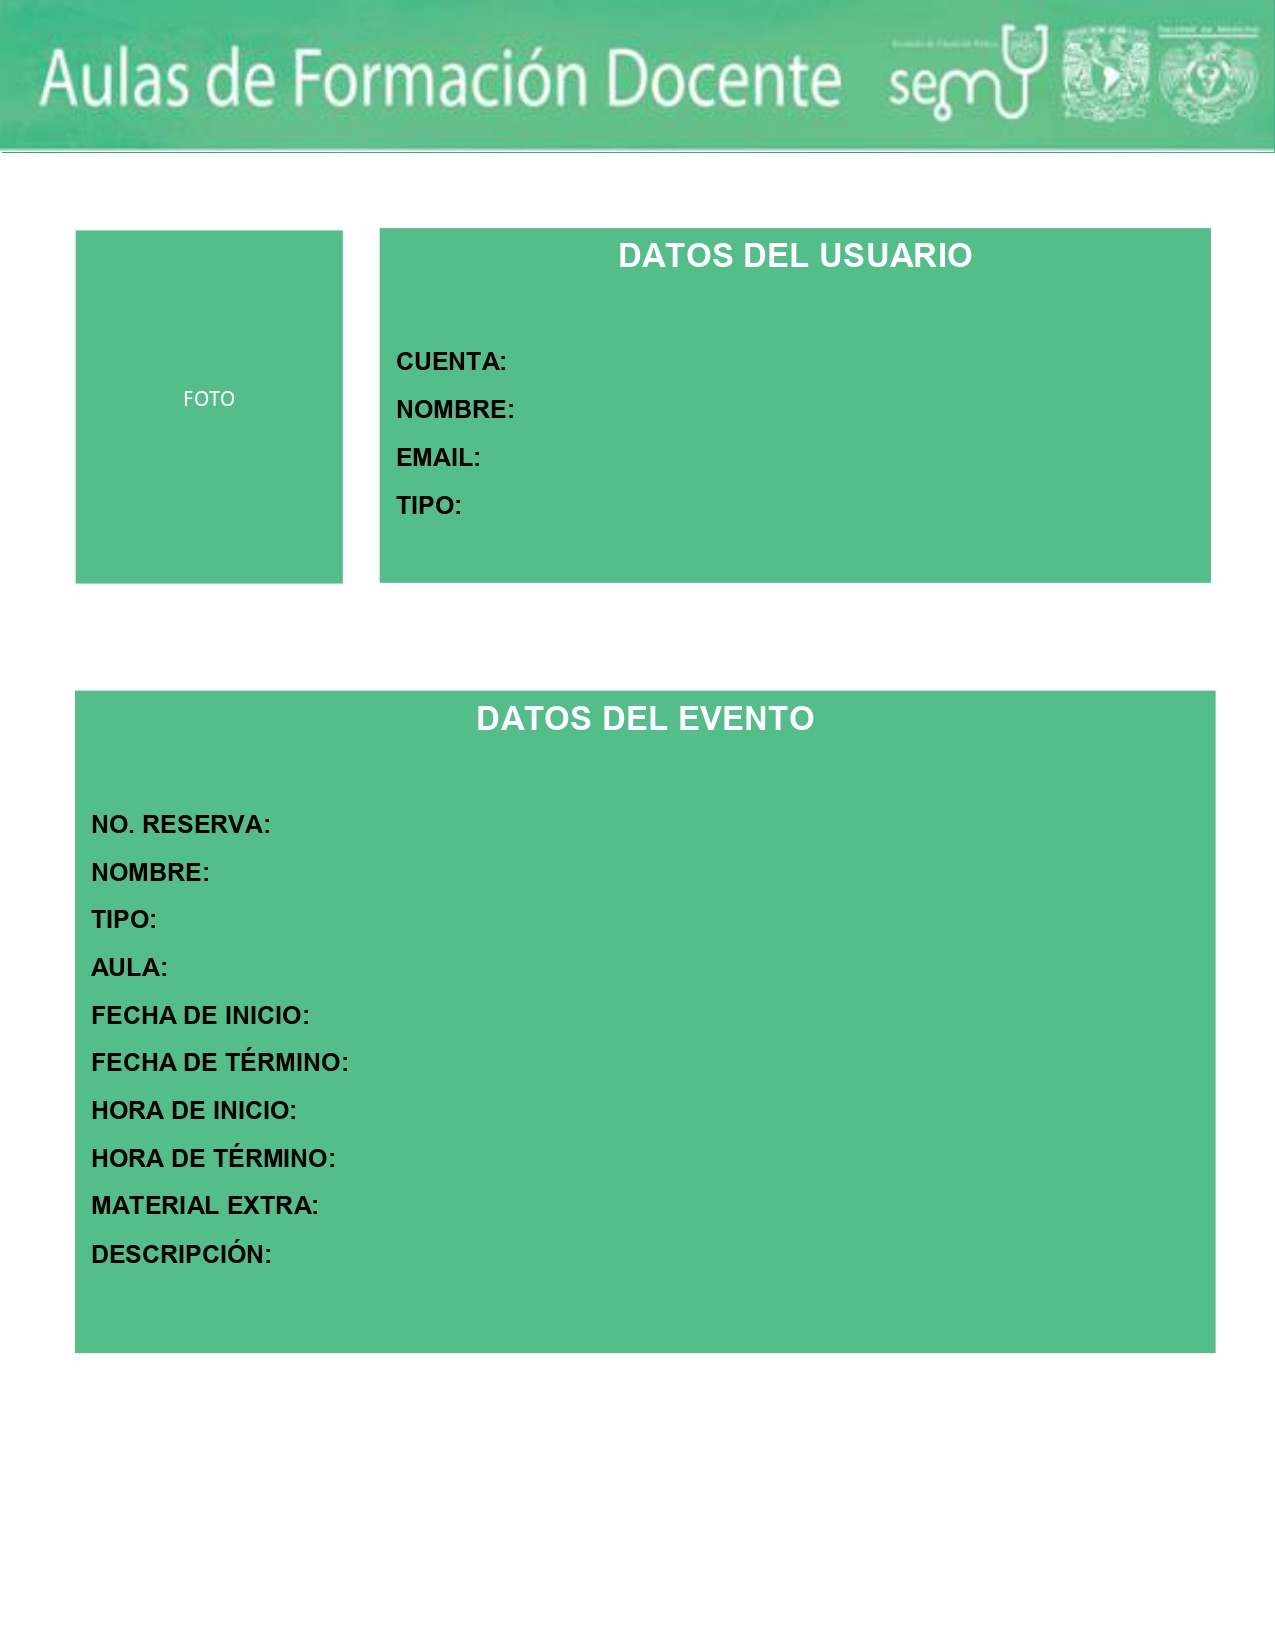 Aulas de Formación Docente
sem
FOTO
DATOS DEL USUARIO
CUENTA:
NOMBRE:
EMAIL:
TIPO:
DATOS DEL EVENTO
NO. RESERVA:
NOMBRE:
TIPO:
AULA:
FECHA DE INICIO:
FECHA DE TÉRMINO:
HORA DE INICIO:
HORA DE TÉRMINO:
MATERIAL EXTRA:
DESCRIPCIÓN: